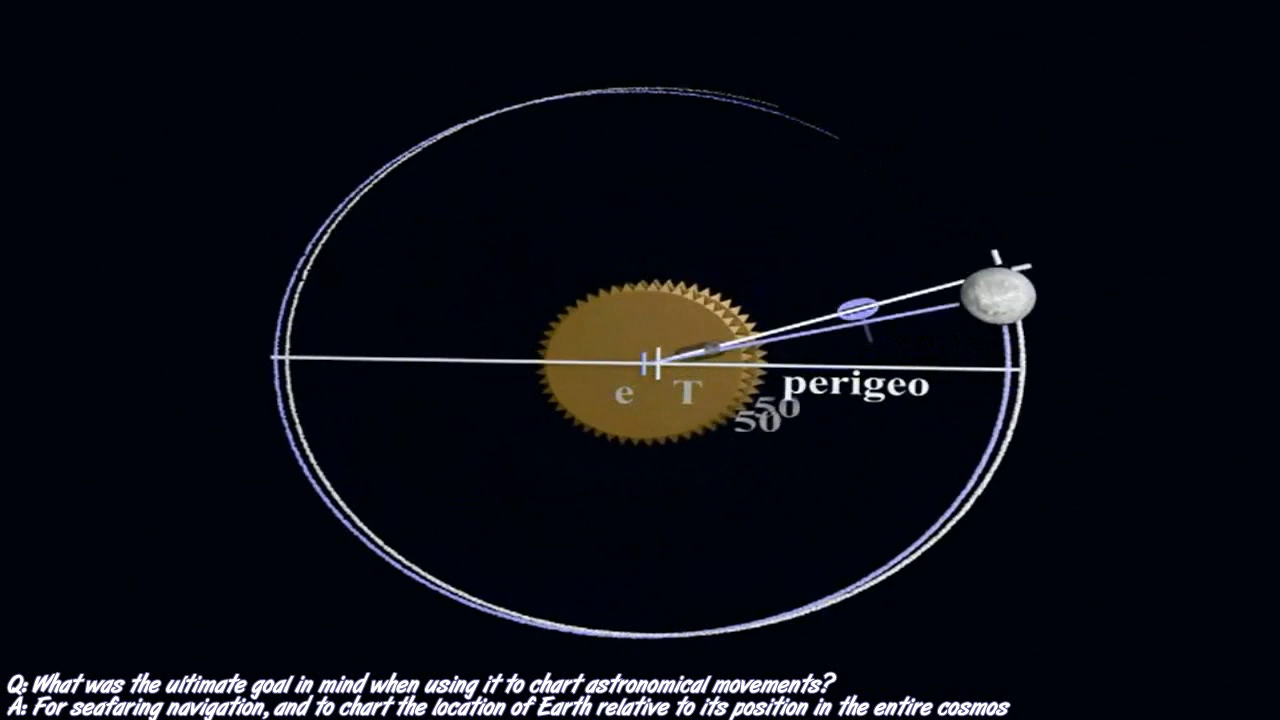 perigeo
e T
50
50
Q: What was the ultimate goal in mind when using it to chart astronomical movements?
A: For seafaring navigation, and to chart the location of Earth relative to its position in the entire cosmos